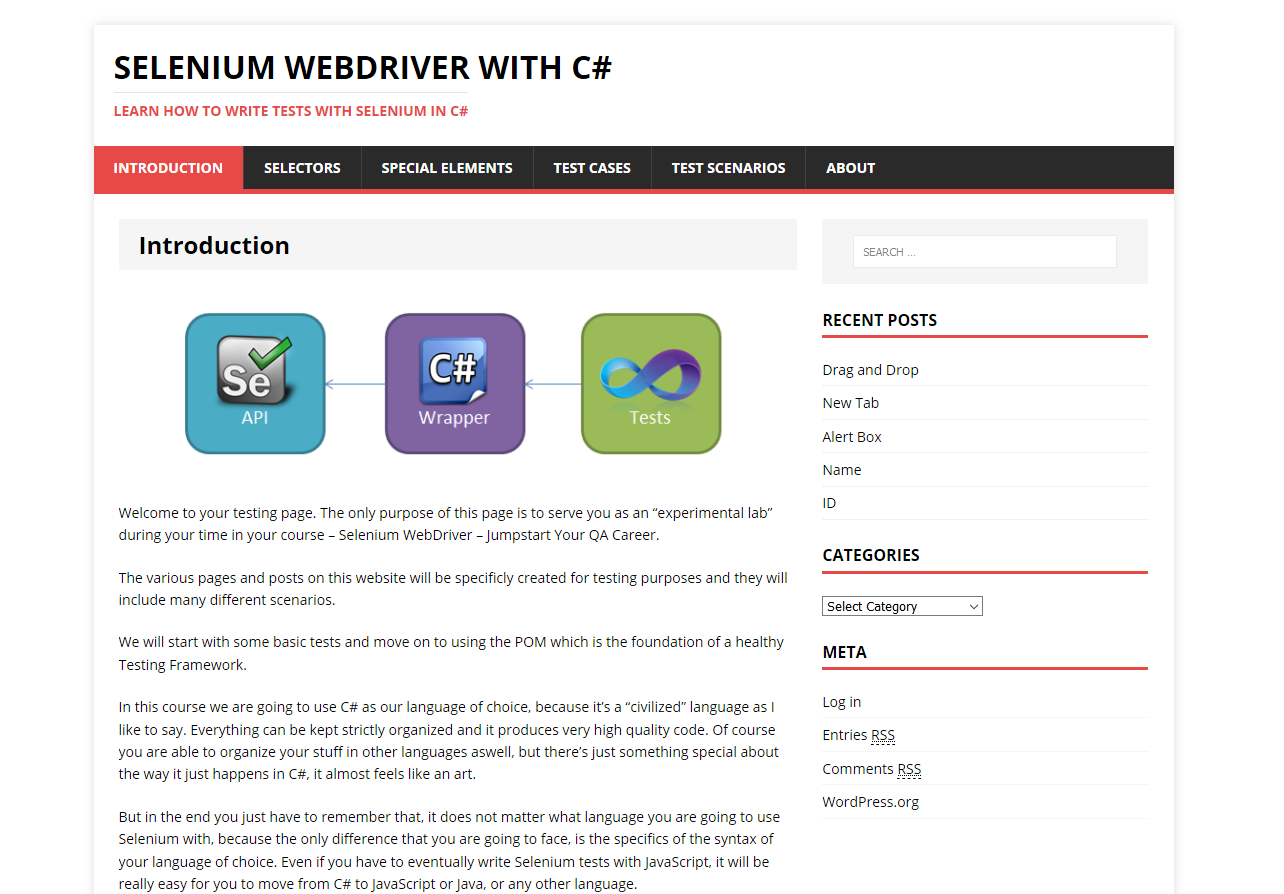 SELENIUM WEBDRIVER WITH C#
LEARN HOW TO WRITE TESTS WITH SELENIUM IN C#
INTRODUCTION SELECTORS SPECIAL ELEMENTS TEST CASES TEST SCENARIOS ABOUT
Introduction
Se C#
API Wrapper Tests
Welcome to your testing page. The only purpose of this page is to serve you as an “experimental lab”
during your time in your course – Selenium WebDriver – Jumpstart Your QA Career.
The various pages and posts on this website will be specificly created for testing purposes and they will
include many different scenarios.
We will start with some basic tests and move on to using the POM which is the foundation of a healthy
Testing Framework.
In this course we are going to use C# as our language of choice, because it’s a “civilized” language as I
like to say. Everything can be kept strictly organized and it produces very high quality code. Of course
you are able to organize your stuff in other languages aswell, but there’s just something special about
the way it just happens in C#, it almost feels like an art.
But in the end you just have to remember that, it does not matter what language you are going to use
Selenium with, because the only difference that you are going to face, is the specifics of the syntax of
your language of choice. Even if you have to eventually write Selenium tests with JavaScript, it will be
really easy for you to move from C# to JavaScript or Java, or any other language.
SEARCH …
RECENT POSTS
Drag and Drop
New Tab
Alert Box
Name
ID
CATEGORIES
Select Category
META
Log in
Entries RSS
Comments RSS
WordPress.org